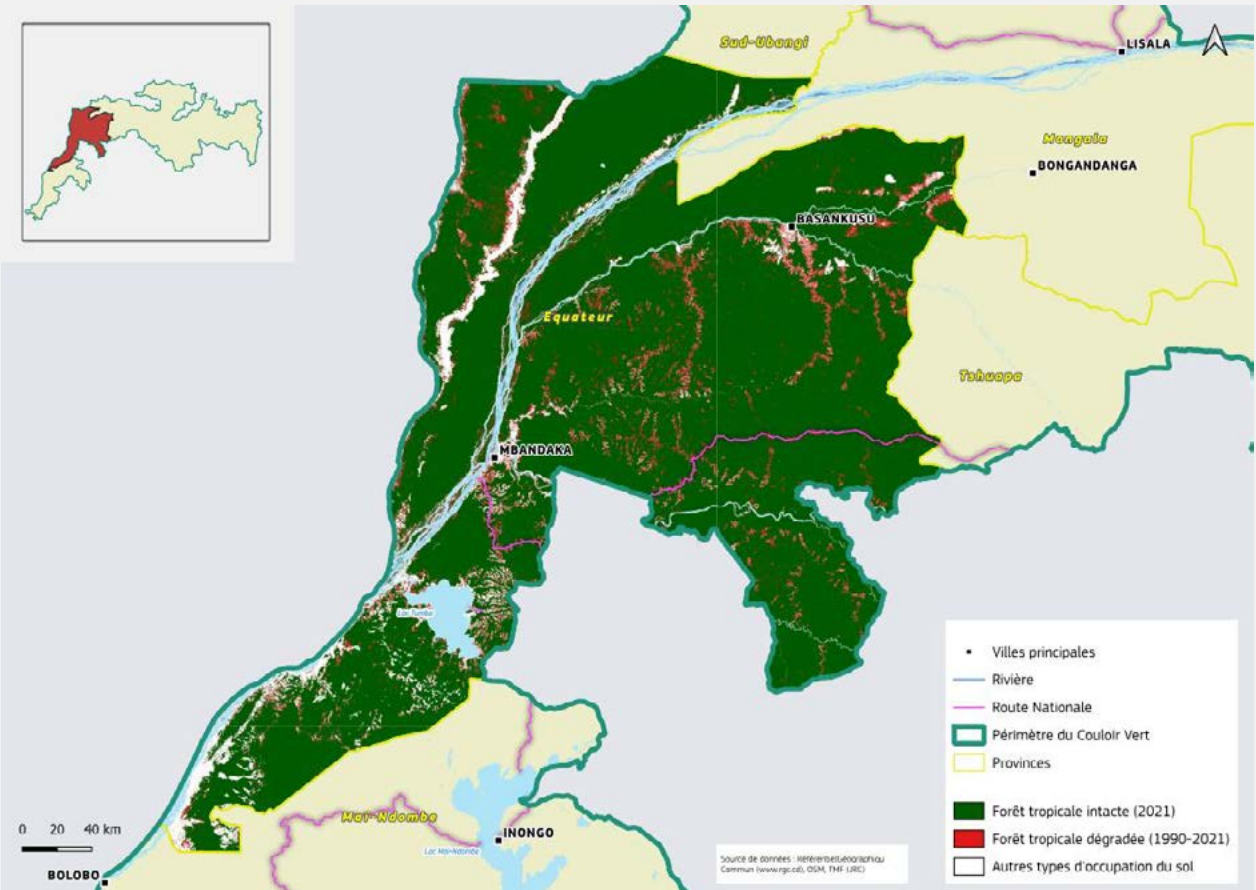 Sud-Ubangi
LISALA
Mongala
BONGANDANGA
BASANKUSU
Equateur
Tshuapa
MBANDAKA
Lac Tumba
Villes principales
Rivière
Route Nationale
Périmètre du Couloir Vert
Provinces
Forêt tropicale intacte (2021)
Forêt tropicale dégradée (1990-2021)
Autres types d'occupation du sol
Mai-Ndombe
INONGO
Lac Mai-Ndombe
0 20 40 km
BOLOBO
Source de données : RéférentielGéographiqu
Commun (www.rgc.cd), OSM, TMF (JRC)